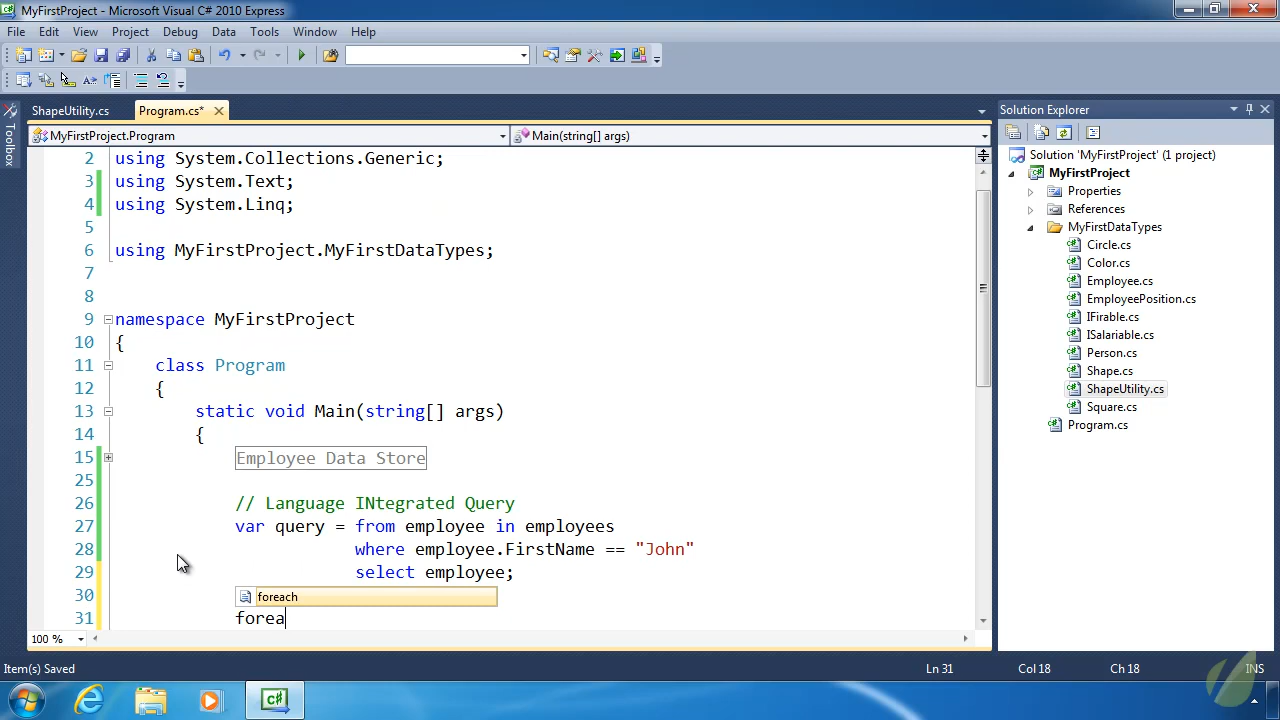 MyFirstProject - Microsoft Visual C# 2010 Express
File Edit View Project Debug Data Tools Window Help
ShapeUtility.cs Program.cs*
MyFirstProject.Program Main(string[] args)
2 using System.Collections.Generic;
3 using System.Text;
4 using System.Linq;
5
6 using MyFirstProject.MyFirstDataTypes;
7
8
9 namespace MyFirstProject
10 {
11 class Program
12 {
13 static void Main(string[] args)
14 {
15 Employee Data Store
25
26 // Language INtegrated Query
27 var query = from employee in employees
28 where employee.FirstName == "John"
29 select employee;
30 foreach
31 forea
100 %
Toolbox
Solution Explorer
Solution 'MyFirstProject' (1 project)
MyFirstProject
Properties
References
MyFirstDataTypes
Circle.cs
Color.cs
Employee.cs
EmployeePosition.cs
IFirable.cs
ISalariable.cs
Person.cs
Shape.cs
ShapeUtility.cs
Square.cs
Program.cs
Item(s) Saved Ln 31 Col 18 Ch 18 INS
C#